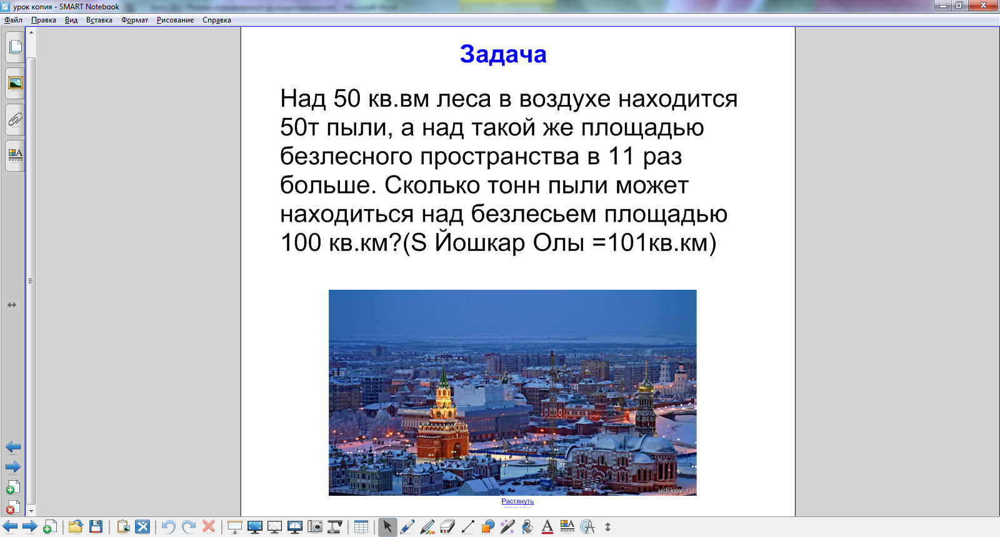 урок копия - SMART Notebook
Файл Правка Вид Вставка Формат Рисование Справка
Задача
Над 50 кв.вм леса в воздухе находится
50т пыли, а над такой же площадью
безлесного пространства в 11 раз
больше. Сколько тонн пыли может
находиться над безлесьем площадью
100 кв.км?(S Йошкар Олы =101кв.км)
udikov.ru
Растянуть